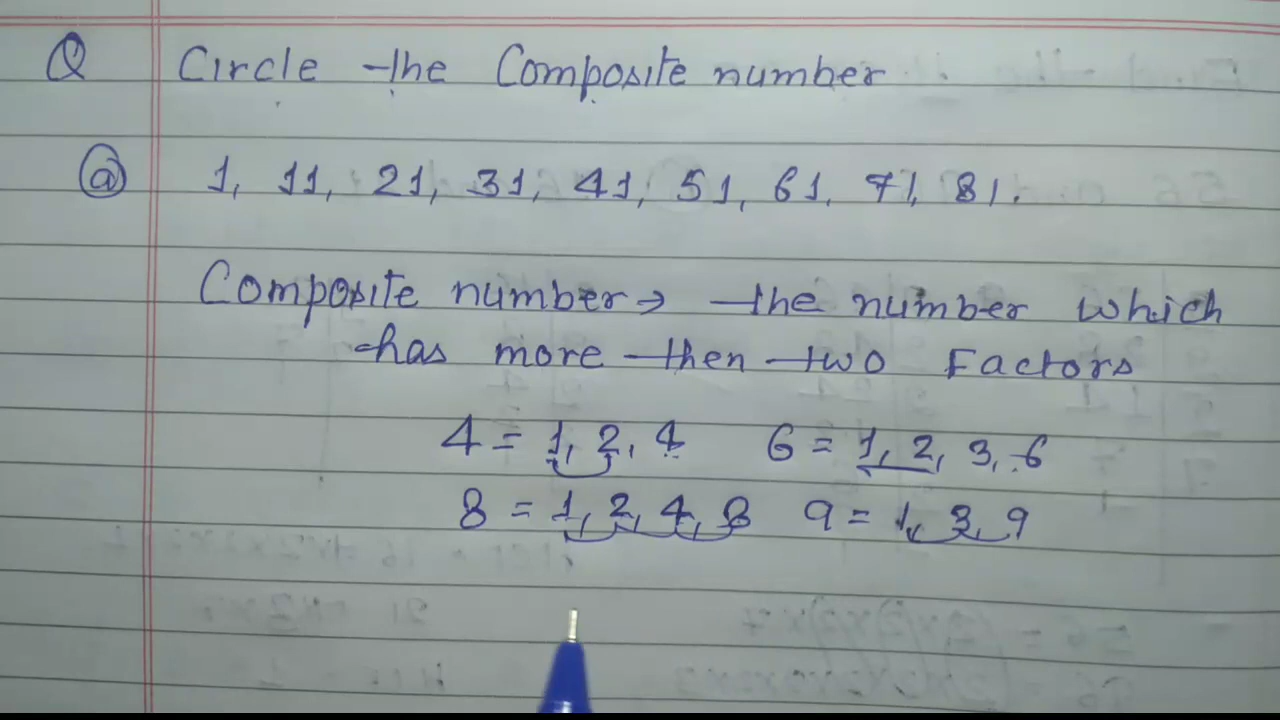 Q Circle the Composite number
(a) 1, 11, 21, 31, 41, 51, 61, 71, 81.
Composite number → the number which
has more then two Factors
4 = 1, 2, 4 6 = 1, 2, 3, 6
8 = 1, 2, 4, 8 9 = 1, 3, 9